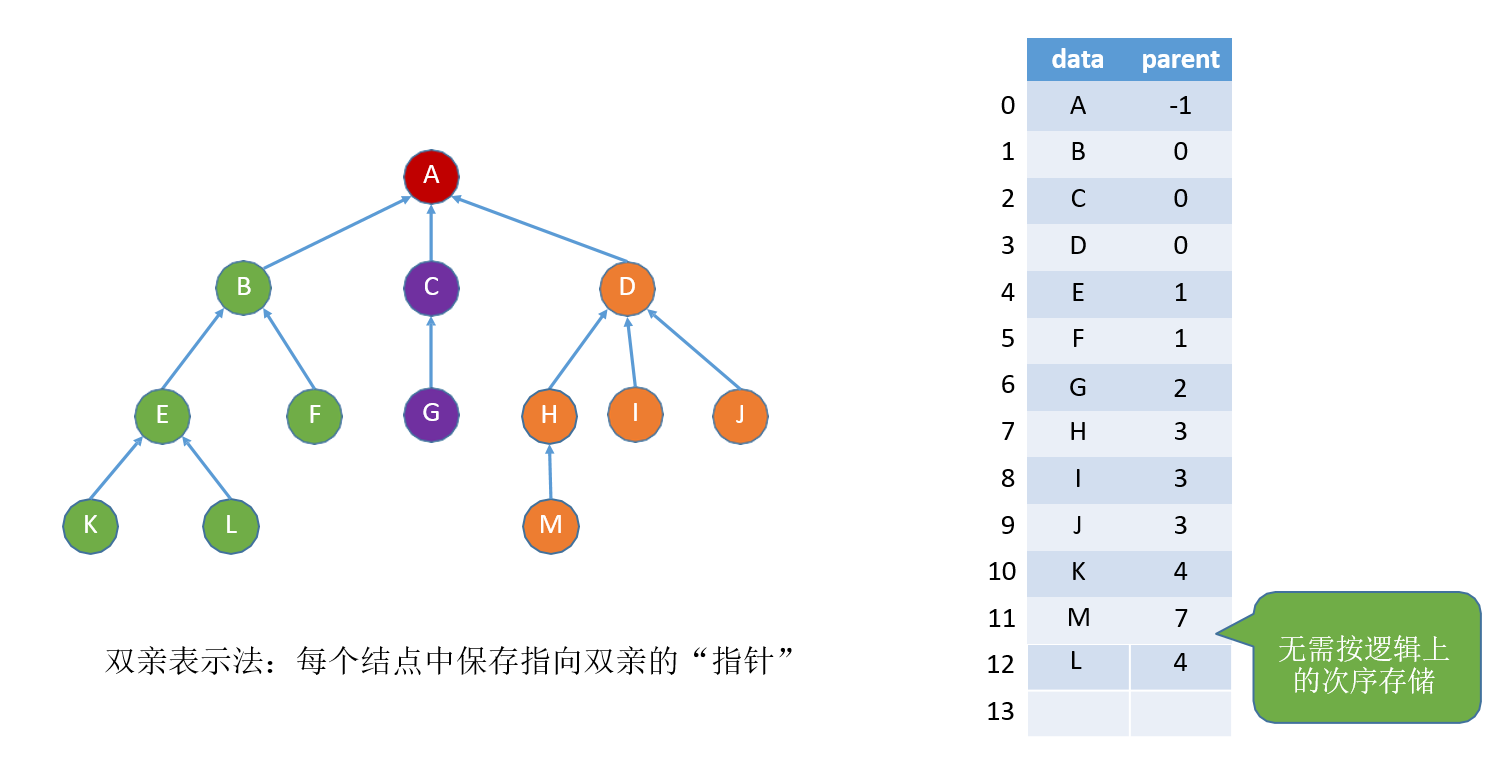 A
B C D
E F G H I J
K L M
双亲表示法：每个结点中保存指向双亲的“指针”
data parent
0 A -1
1 B 0
2 C 0
3 D 0
4 E 1
5 F 1
6 G 2
7 H 3
8 I 3
9 J 3
10 K 4
11 M 7
12 L 4
13
无需按逻辑上
的次序存储